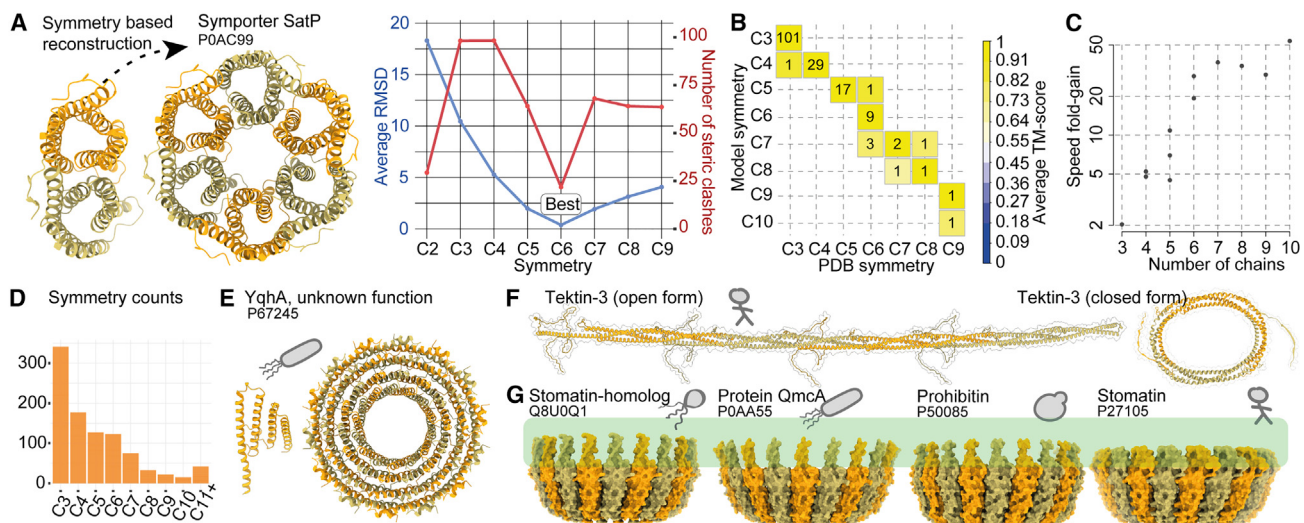 A
Symmetry based
reconstruction
Symporter SatP
P0AC99
Average RMSD
20
15
10
5
0
100
75
50
25
0
Number of steric clashes
Best
C2 C3 C4 C5 C6 C7 C8 C9
Symmetry
B
Model symmetry
C3
C4
C5
C6
C7
C8
C9
C10
101
1 29
17 1
9
3 2 1
1 1
1
1
C3 C4 C5 C6 C7 C8 C9
PDB symmetry
1
0.91
0.82
0.73
0.64
0.55
0.45
0.36
0.27
0.18
0.09
0
Average TM-score
C
Speed fold-gain
50
20
10
5
2
3 4 5 6 7 8 9 10
Number of chains
D
Symmetry counts
300
200
100
0
C3 C4 C5 C6 C7 C8 C9 C10 C11+
E
YqhA, unknown function
P67245
F
Tektin-3 (open form)
Tektin-3 (closed form)
G
Stomatin-homolog
Q8U0Q1
Protein QmcA
P0AA55
Prohibitin
P50085
Stomatin
P27105